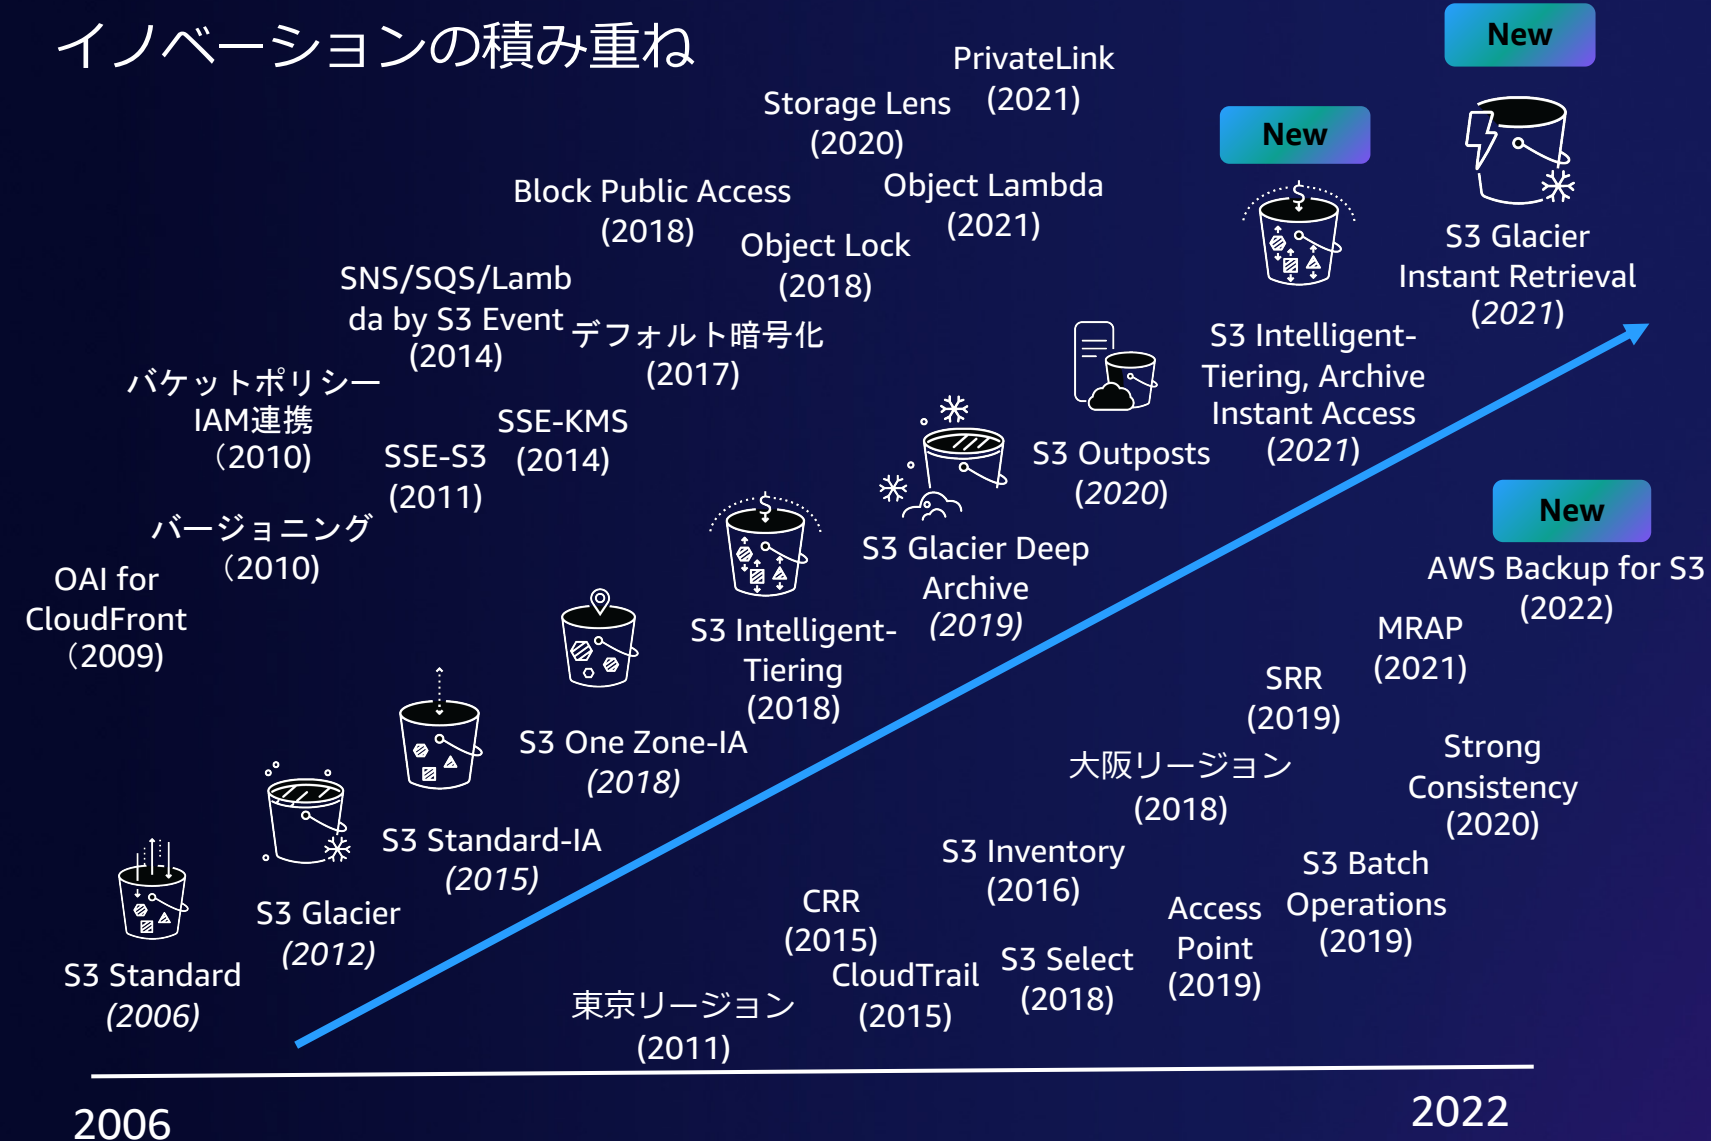 イノベーションの積み重ね
New
PrivateLink
(2021)
Storage Lens
(2020)
New
Block Public Access
(2018)
Object Lambda
(2021)
Object Lock
(2018)
S3 Glacier
Instant Retrieval
(2021)
SNS/SQS/Lamb
da by S3 Event
(2014)
デフォルト暗号化
(2017)
S3 Intelligent-
Tiering, Archive
Instant Access
(2021)
バケットポリシー
IAM連携
（2010)
SSE-S3
(2011)
SSE-KMS
(2014)
S3 Outposts
(2020)
バージョニング
（2010)
OAI for
CloudFront
（2009)
S
S
S3 Glacier Deep
Archive
(2019)
New
AWS Backup for S3
(2022)
S3 Intelligent-
Tiering
(2018)
MRAP
(2021)
SRR
(2019)
S3 One Zone-IA
(2018)
大阪リージョン
(2018)
Strong
Consistency
(2020)
S3 Standard-IA
(2015)
S3 Inventory
(2016)
S3 Batch
Operations
(2019)
S3 Glacier
(2012)
CRR
(2015)
Access
Point
(2019)
S3 Standard
(2006)
CloudTrail
(2015)
S3 Select
(2018)
東京リージョン
(2011)
2006
2022